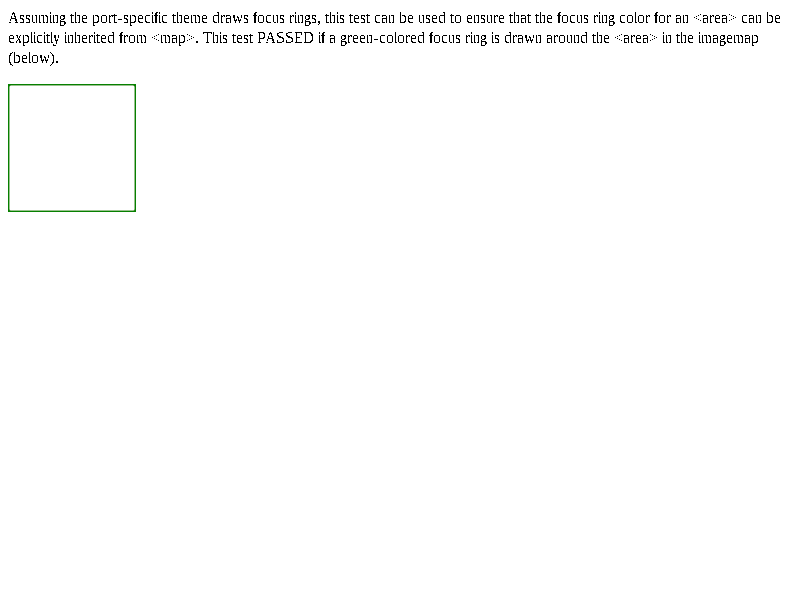 Assuming the port-specific theme draws focus rings, this test can be used to ensure that the focus ring color for an <area> can be
explicitly inherited from <map>. This test PASSED if a green-colored focus ring is drawn around the <area> in the imagemap
(below).